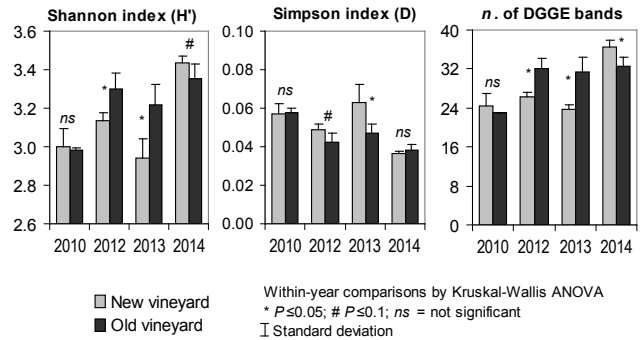 Shannon index (H') Simpson index (D) n. of DGGE bands
3.6 0.10 40
3.4 0.08 32
3.2 0.06 24
3.0 0.04 16
2.8 0.02 8
2.6 0.00 0
ns * * # ns # * ns ns * * *
2010 2012 2013 2014 2010 2012 2013 2014 2010 2012 2013 2014
New vineyard
Old vineyard
Within-year comparisons by Kruskal-Wallis ANOVA
* P≤0.05; # P≤0.1; ns = not significant
Standard deviation